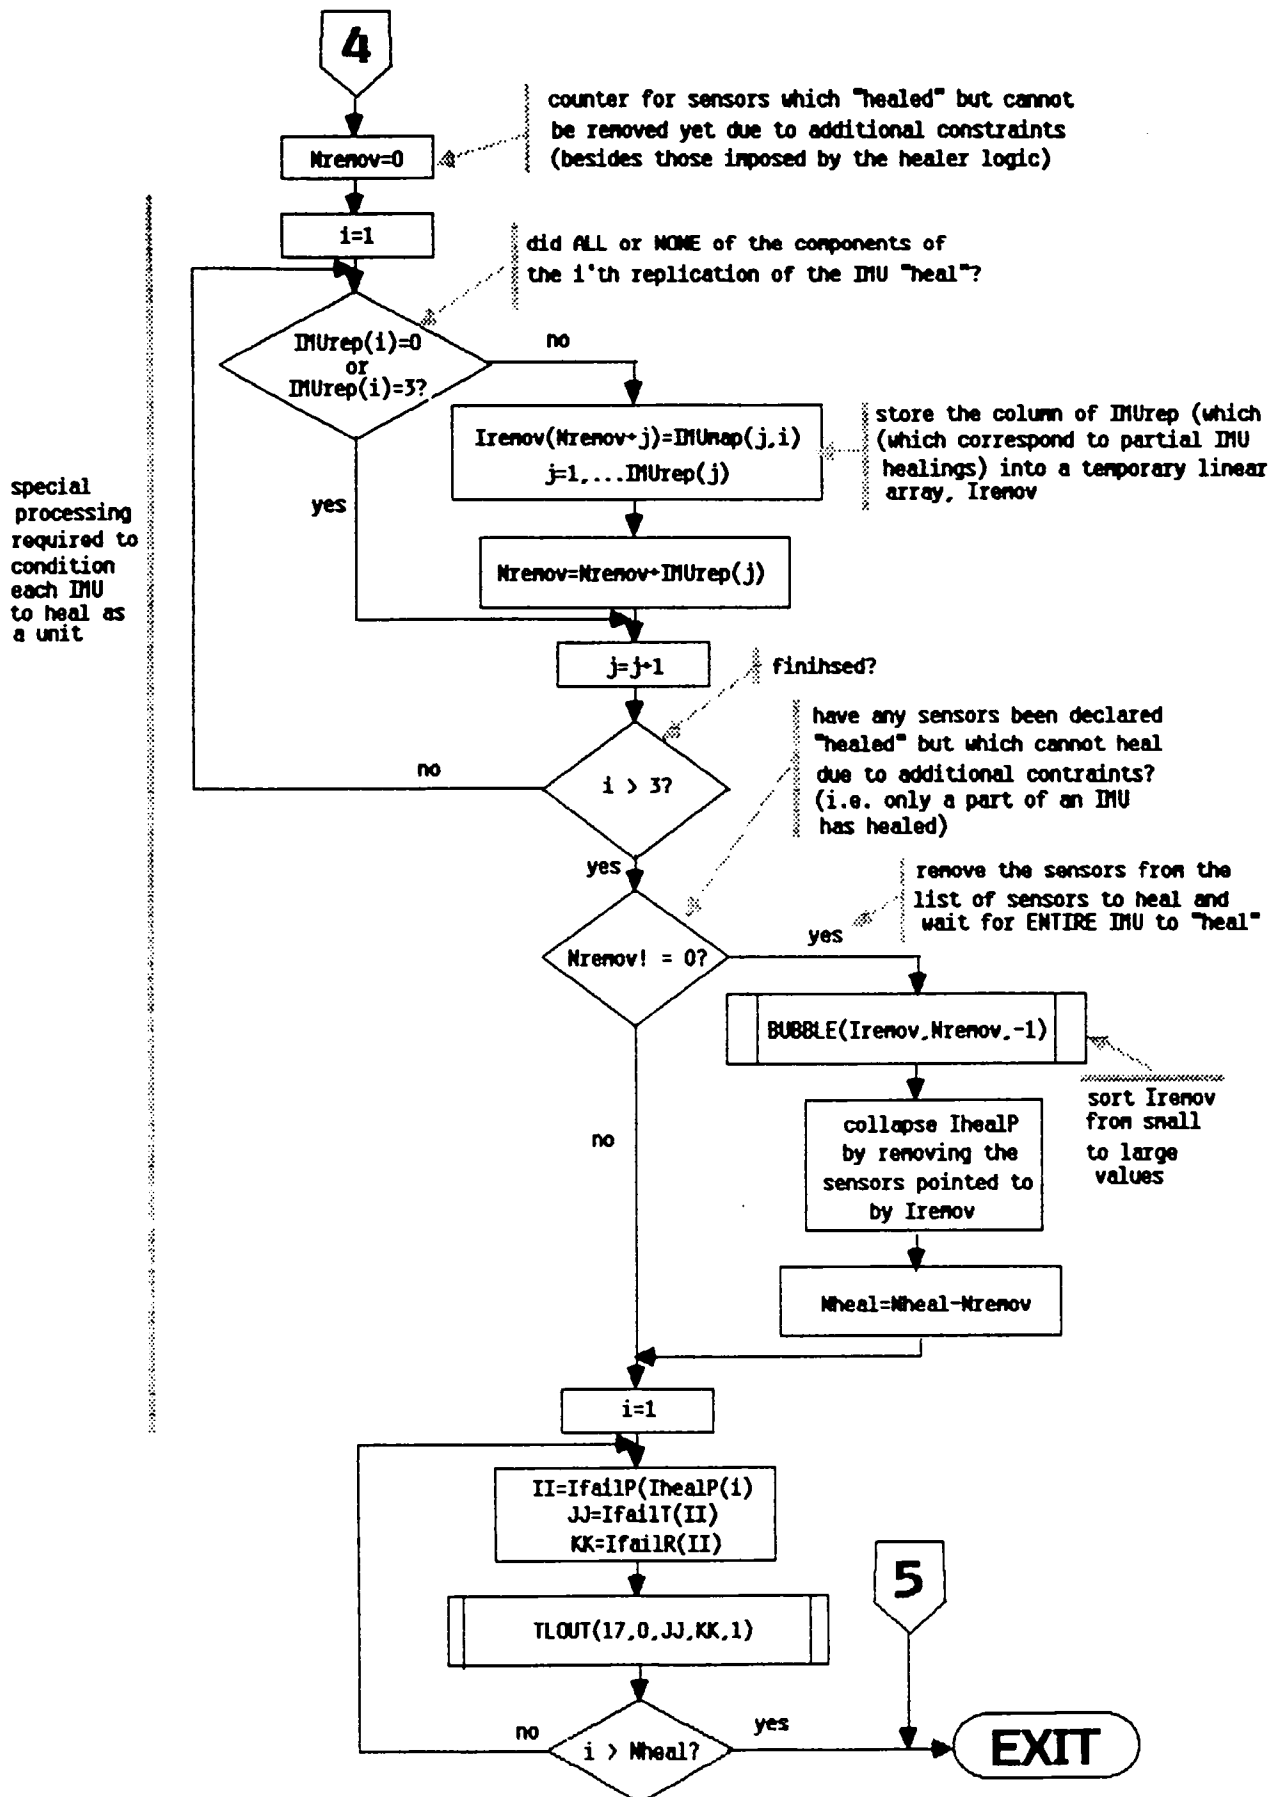 4
counter for sensors which "healed" but cannot
be removed yet due to additional constraints
(besides those imposed by the healer logic)
Nremov=0
i=1
did ALL or NONE of the components of
the i'th replication of the IMU "heal"?
IMUrep(i)=0
or
IMUrep(i)=3?
no
yes
Iremov(Nremov+j)=IMUmap(j,i)
j=1,...IMUrep(j)
store the column of IMUrep (which
(which correspond to partial IMU
healings) into a temporary linear
array, Iremov
special
processing
required to
condition
each IMU
to heal as
a unit
Nremov=Nremov+IMUrep(j)
j=j+1
finihsed?
i > 3?
no
yes
have any sensors been declared
"healed" but which cannot heal
due to additional contraints?
(i.e. only a part of an IMU
has healed)
remove the sensors from the
list of sensors to heal and
wait for ENTIRE IMU to "heal"
Nremov! = 0?
yes
no
BUBBLE(Iremov,Nremov,-1)
sort Iremov
from small
to large
values
collapse IhealP
by removing the
sensors pointed to
by Iremov
Nheal=Nheal-Nremov
i=1
II=IfailP(IhealP(i)
JJ=IfailT(II)
KK=IfailR(II)
TLOUT(17,0,JJ,KK,1)
5
i > Nheal?
no
yes
EXIT